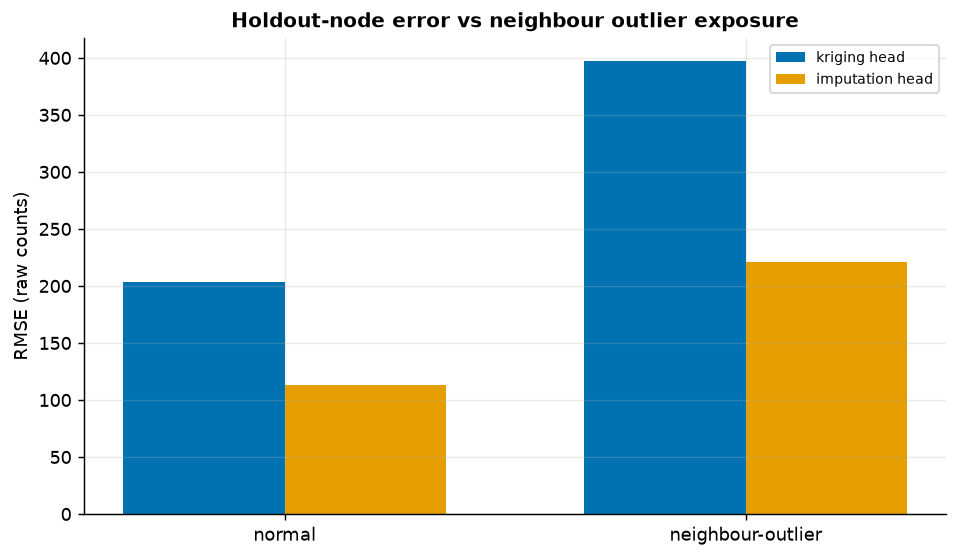 Holdout-node error vs neighbour outlier exposure
kriging head
imputation head
RMSE (raw counts)
400
350
300
250
200
150
100
50
0
normal
neighbour-outlier